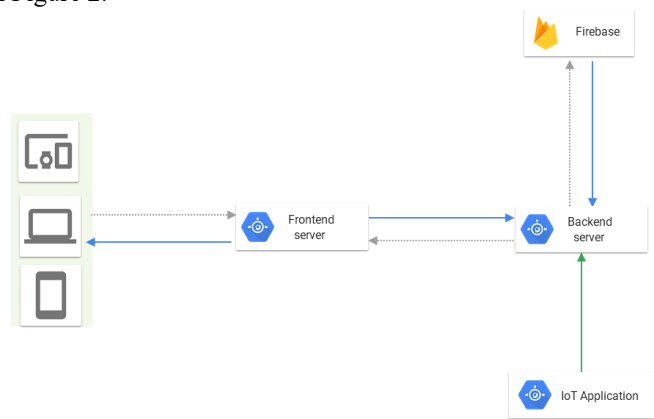 Firebase
Frontend
server
Backend
server
IoT Application